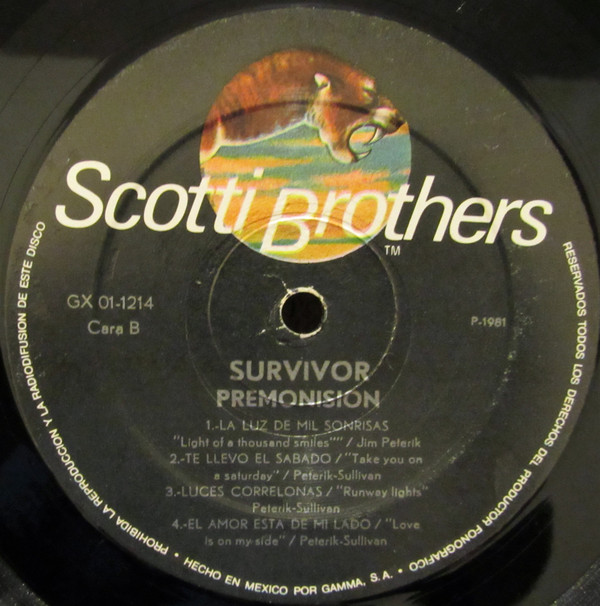 Scotti Brothers
TM
GX 01-1214
Cara B
P-1981
SURVIVOR
PREMONISION
1.-LA LUZ DE MIL SONRISAS
"Light of a thousand smiles"" / Jim Peterik
2.-TE LLEVO EL SABADO / "Take you on
a saturday" / Peterik-Sullivan
3.-LUCES CORRELONAS / "Runway lights"
Peterik-Sullivan
4.-EL AMOR ESTA DE MI LADO / "Love
is on my side" / Peterik-Sullivan
RESERVADOS TODOS LOS DERECHOS DEL PRODUCTOR FONOGRAFICO • HECHO EN MEXICO POR GAMMA, S.A. • PROHIBIDA LA REPRODUCCION Y LA RADIODIFUSION DE ESTE DISCO